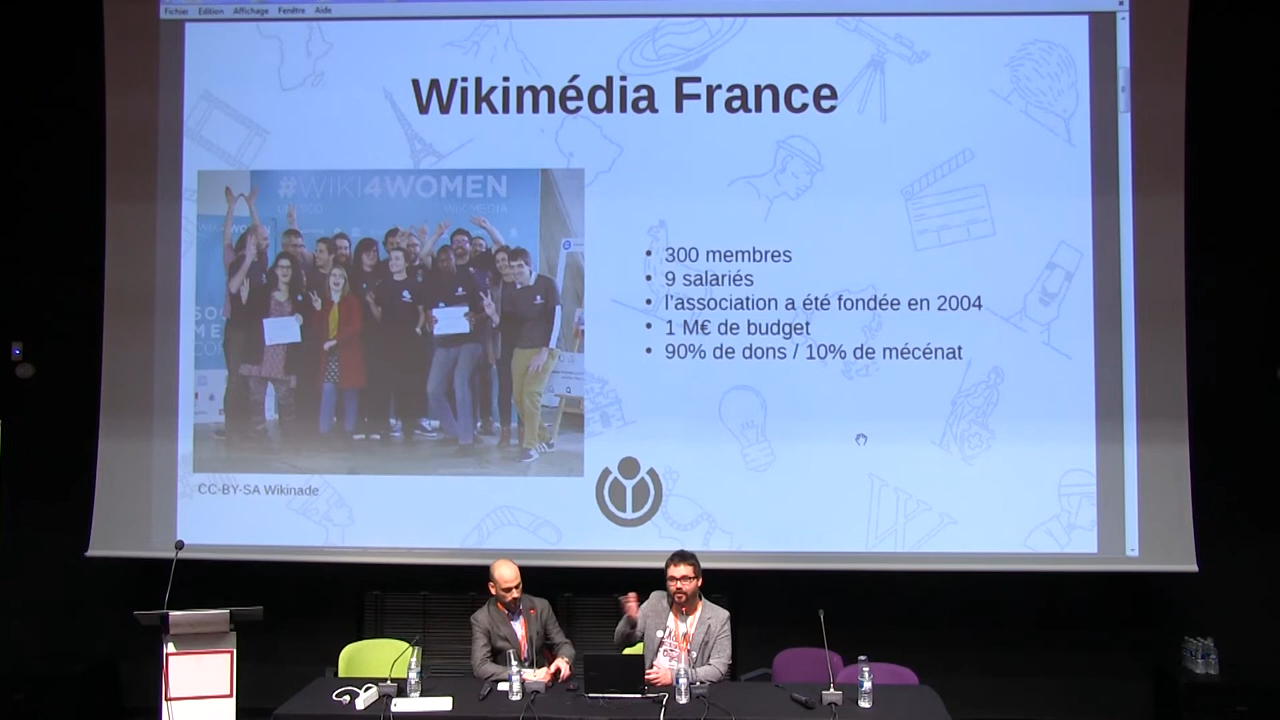 Fichier Edition Affichage Fenêtre Aide
Wikimédia France
#WIKI4WOMEN
WIKIMEDIA
300 membres
9 salariés
l'association a été fondée en 2004
1 M€ de budget
90% de dons / 10% de mécénat
CC-BY-SA Wikinade